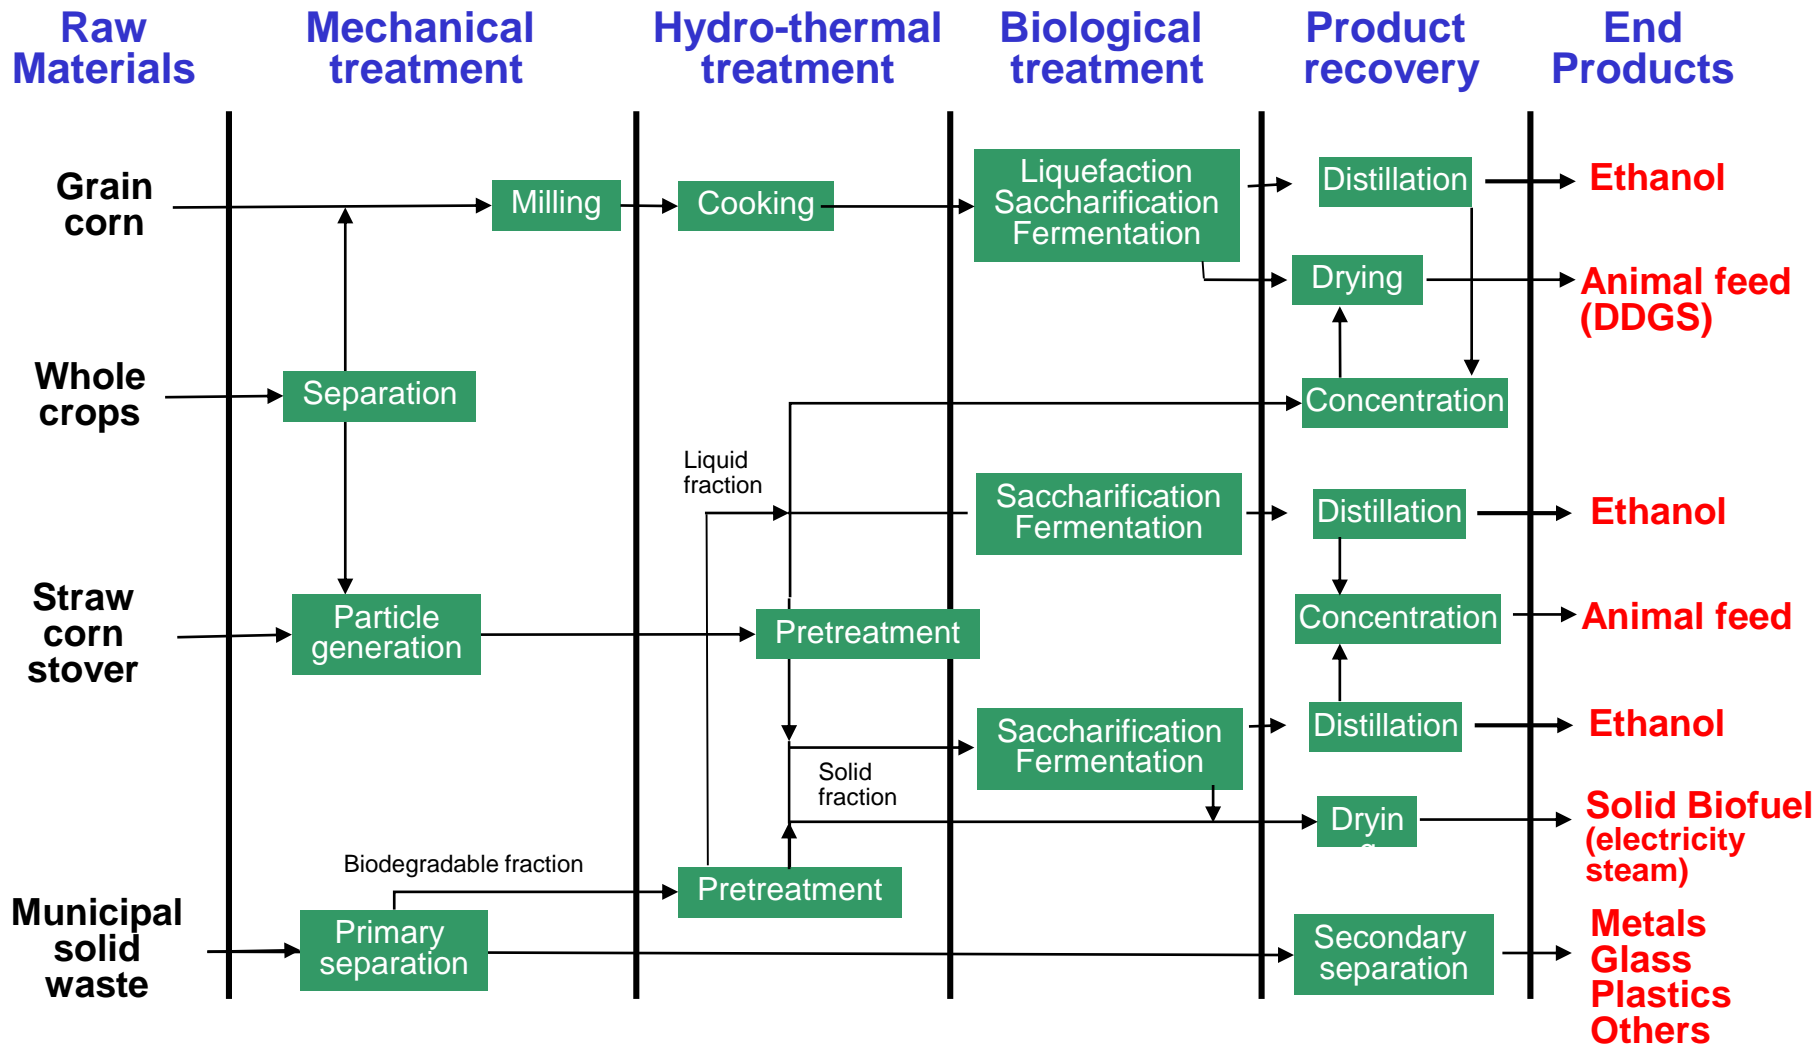 Raw
Materials
Mechanical
treatment
Hydro-thermal
treatment
Biological
treatment
Product
recovery
End
Products
Grain
corn
Milling
Cooking
Liquefaction
Saccharification
Fermentation
Distillation
Ethanol
Drying
Animal feed
(DDGS)
Whole
crops
Separation
Concentration
Liquid
fraction
Saccharification
Fermentation
Distillation
Ethanol
Straw
corn
stover
Particle
generation
Pretreatment
Concentration
Animal feed
Saccharification
Fermentation
Distillation
Ethanol
Solid
fraction
Dryin
Solid Biofuel
(electricity
steam)
Biodegradable fraction
Pretreatment
Municipal
solid
waste
Primary
separation
Secondary
separation
Metals
Glass
Plastics
Others